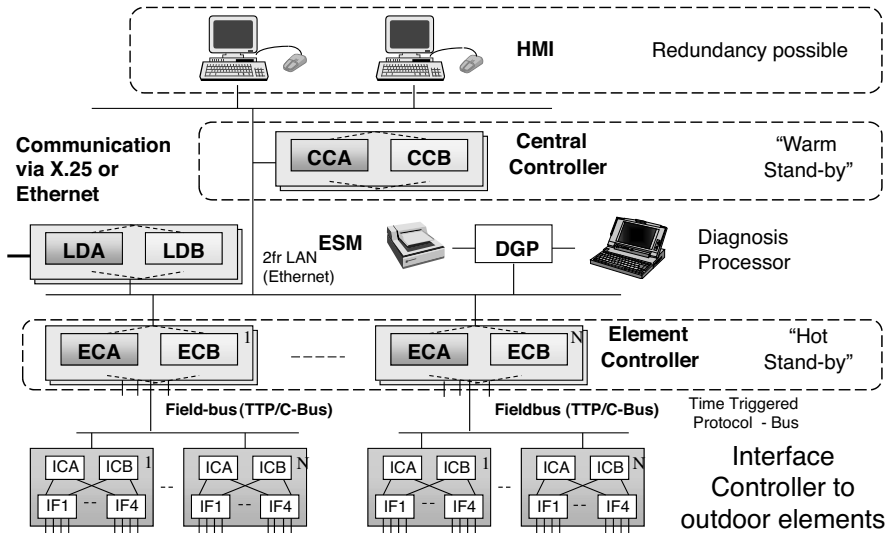 HMI
Redundancy possible
Communication
via X.25 or
Ethernet
CCA
CCB
Central
Controller
“Warm
Stand-by”
LDA
LDB
2fr LAN
(Ethernet)
ESM
DGP
Diagnosis
Processor
ECA
ECB
1
ECA
ECB
N
Element
Controller
“Hot
Stand-by”
Field-bus (TTP/C-Bus)
Fieldbus (TTP/C-Bus)
Time Triggered
Protocol - Bus
ICA
ICB
1
IF1
IF4
ICA
ICB
N
IF1
IF4
ICA
ICB
1
IF1
IF4
ICA
ICB
N
IF1
IF4
Interface
Controller to
outdoor elements